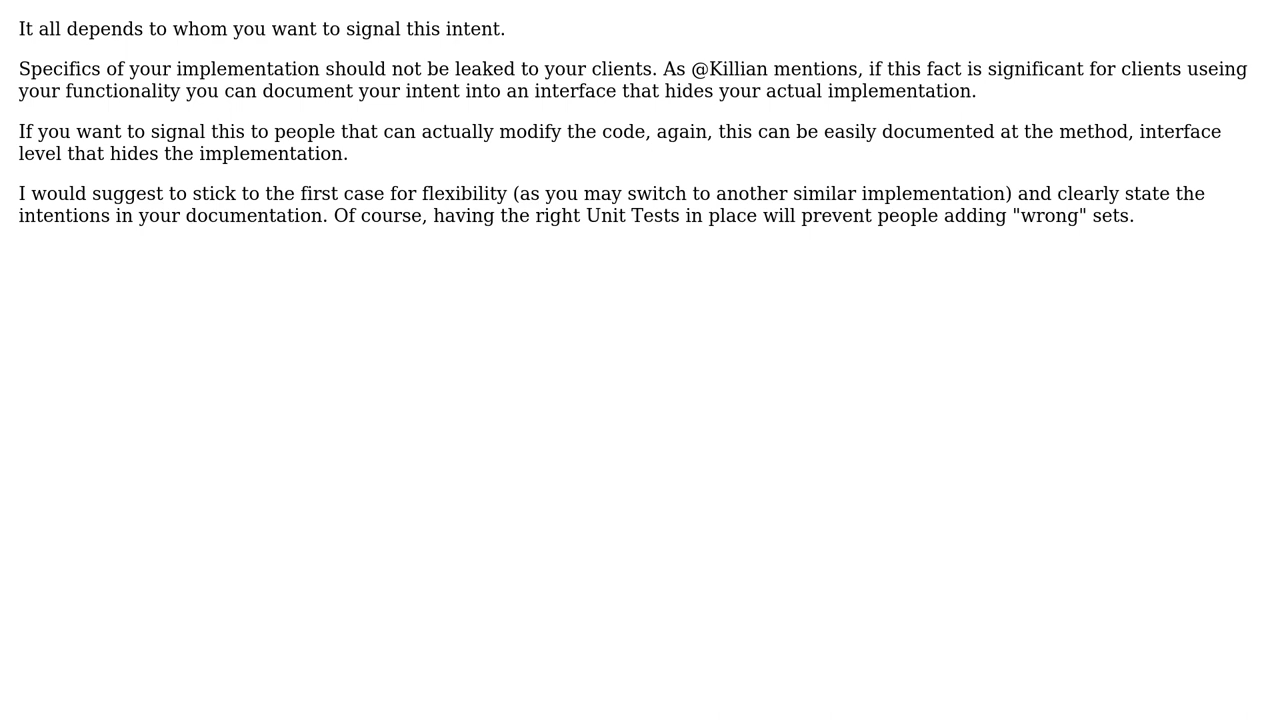 It all depends to whom you want to signal this intent.
Specifics of your implementation should not be leaked to your clients. As @Killian mentions, if this fact is significant for clients useing
your functionality you can document your intent into an interface that hides your actual implementation.
If you want to signal this to people that can actually modify the code, again, this can be easily documented at the method, interface
level that hides the implementation.
I would suggest to stick to the first case for flexibility (as you may switch to another similar implementation) and clearly state the
intentions in your documentation. Of course, having the right Unit Tests in place will prevent people adding "wrong" sets.